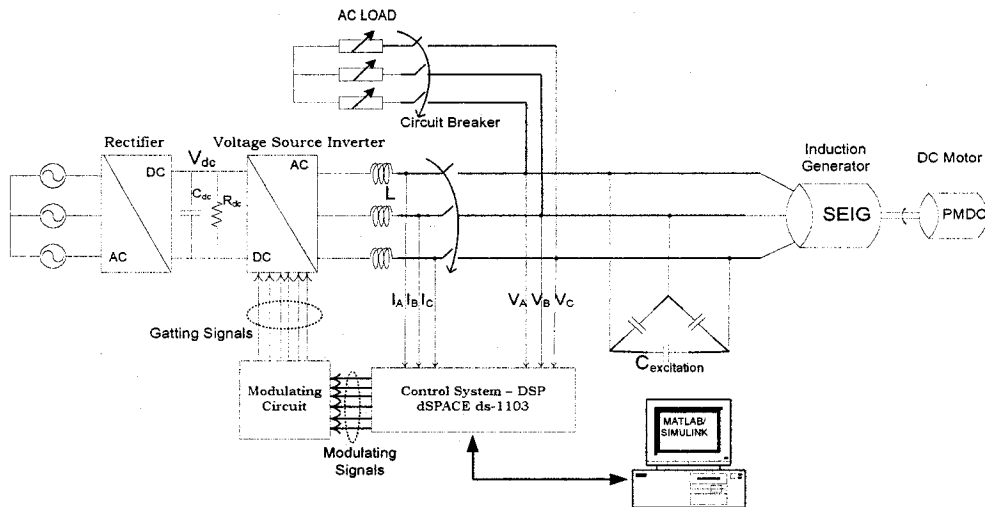 AC LOAD
Circuit Breaker
Rectifier
Voltage Source Inverter
Induction
Generator
DC Motor
DC
AC
Vdc
Cdc
Rdc
AC
DC
L
SEIG
PMDC
IA IB IC
VA VB VC
Gatting Signals
Cexcitation
Modulating
Circuit
Control System – DSP
dSPACE ds-1103
Modulating
Signals
MATLAB/
SIMULINK